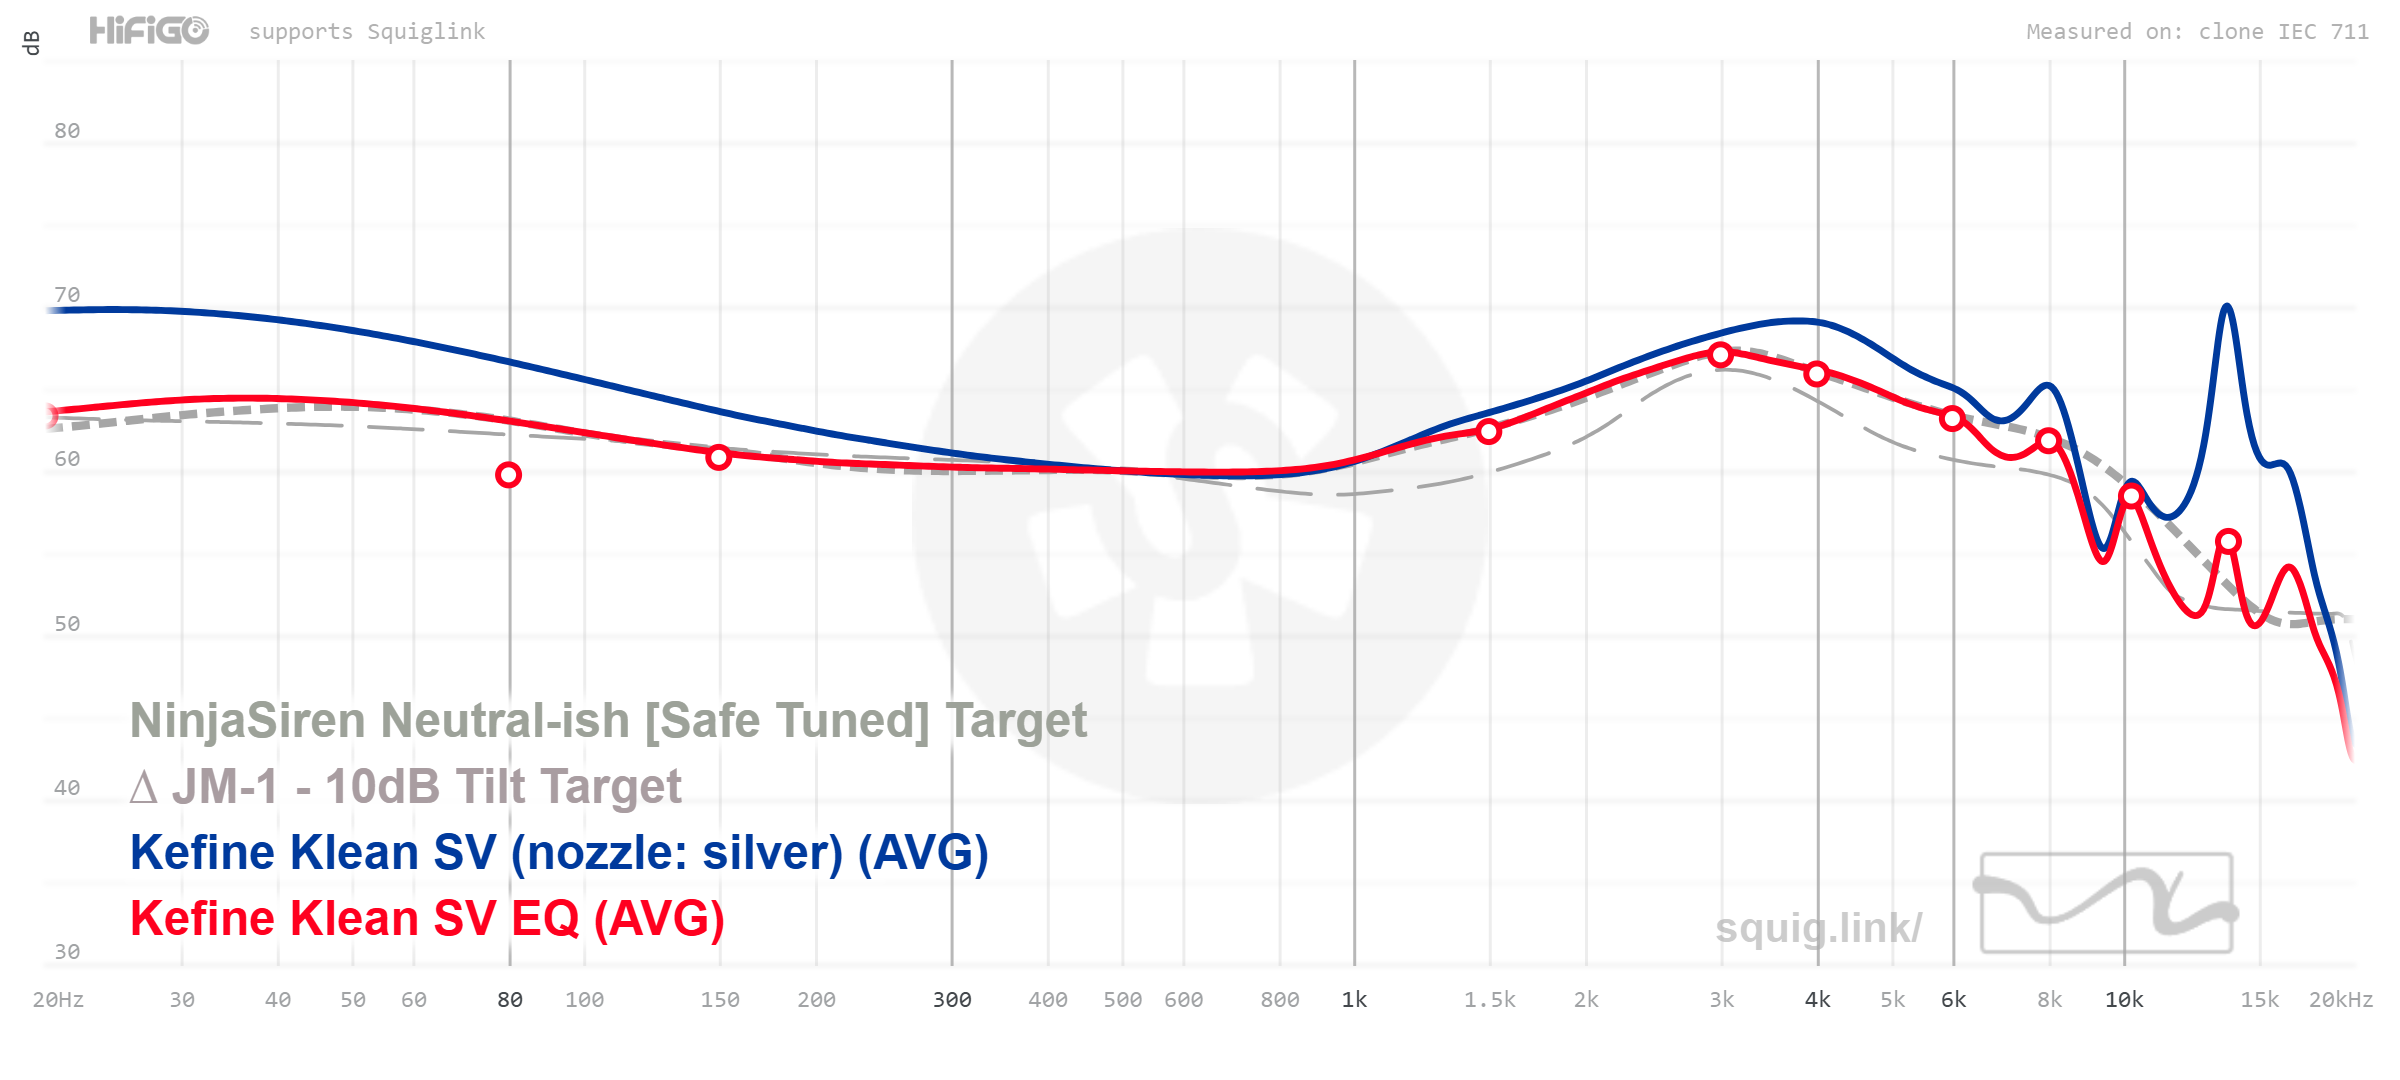 dB
HiFiGO supports Squiglink
Measured on: clone IEC 711
80
70
60
50
40
30
NinjaSiren Neutral-ish [Safe Tuned] Target
Δ JM-1 - 10dB Tilt Target
Kefine Klean SV (nozzle: silver) (AVG)
Kefine Klean SV EQ (AVG)
squig.link/
20Hz 30 40 50 60 80 100 150 200 300 400 500 600 800 1k 1.5k 2k 3k 4k 5k 6k 8k 10k 15k 20kHz